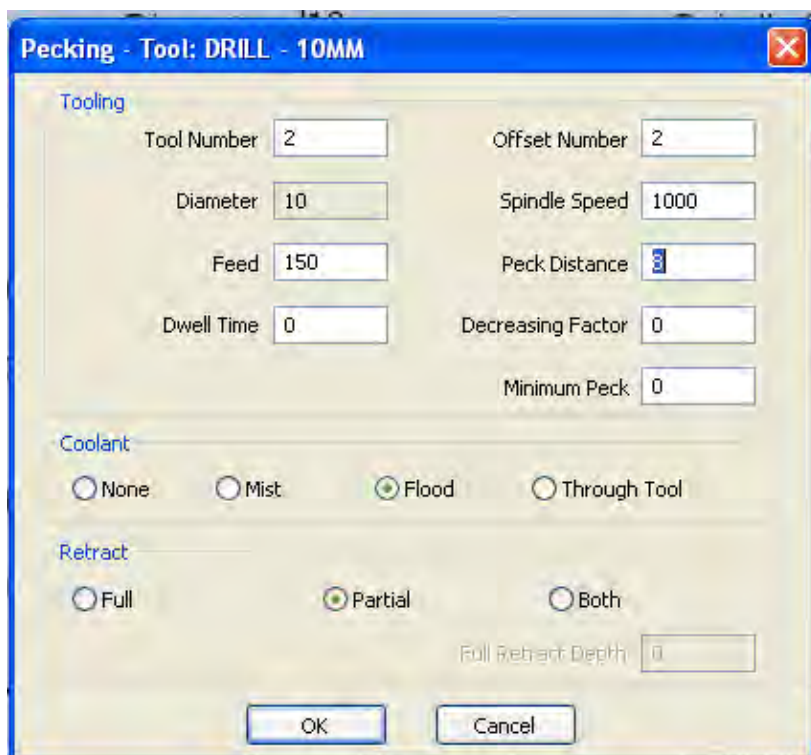 Pecking - Tool: DRILL - 10MM
Tooling
Tool Number 2 Offset Number 2
Diameter 10 Spindle Speed 1000
Feed 150 Peck Distance 3
Dwell Time 0 Decreasing Factor 0
Minimum Peck 0
Coolant
None Mist Flood Through Tool
Retract
Full Partial Both
Full Retract Depth 0
OK Cancel